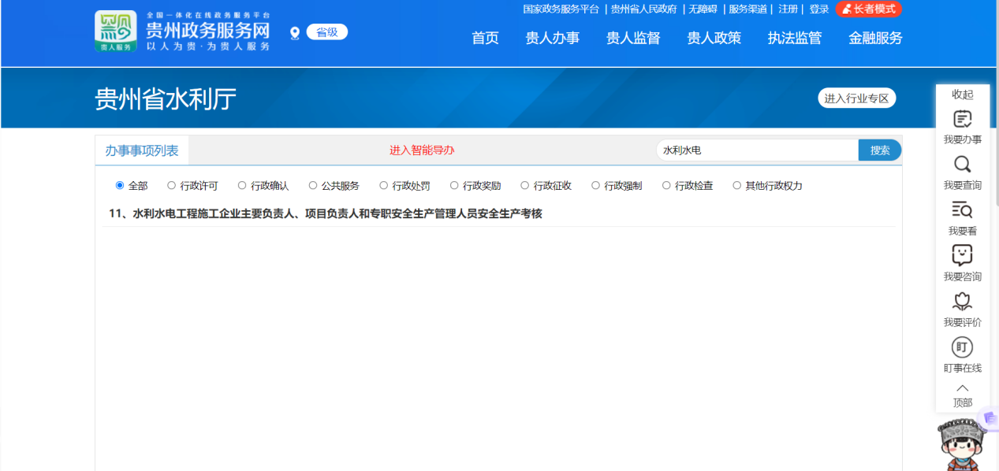 国家政务服务平台 | 贵州省人民政府 | 无障碍 | 服务渠道 | 注册 | 登录 长者模式
全国一体化在线政务服务平台
贵州政务服务网
以人为贵·为贵人服务
贵人服务
省级
首页 贵人办事 贵人监督 贵人政策 执法监管 金融服务
贵州省水利厅
进入行业专区
办事事项列表 进入智能导办 水利水电 搜索
全部 行政许可 行政确认 公共服务 行政处罚 行政奖励 行政征收 行政强制 行政检查 其他行政权力
11、水利水电工程施工企业主要负责人、项目负责人和专职安全生产管理人员安全生产考核
收起
我要办事
我要查询
我要看
我要咨询
我要评价
盯
盯事在线
顶部